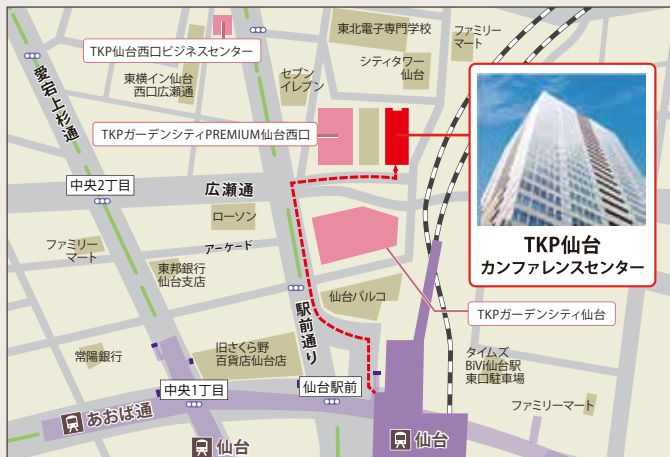 TKP仙台西口ビジネスセンター
東北電子専門学校
ファミリー
マート
シティタワー
仙台
愛宕上杉通
東横イン仙台
西口広瀬通
セブン
イレブン
TKPガーデンシティPREMIUM仙台西口
中央2丁目
広瀬通
ローソン
TKP仙台
カンファレンスセンター
ファミリー
マート
アーケード
東邦銀行
仙台支店
仙台パルコ
TKPガーデンシティ仙台
駅前通り
常陽銀行
旧さくら野
百貨店仙台店
タイムズ
BiVi仙台駅
東口駐車場
中央1丁目
仙台駅前
ファミリーマート
あおば通
仙台
仙台